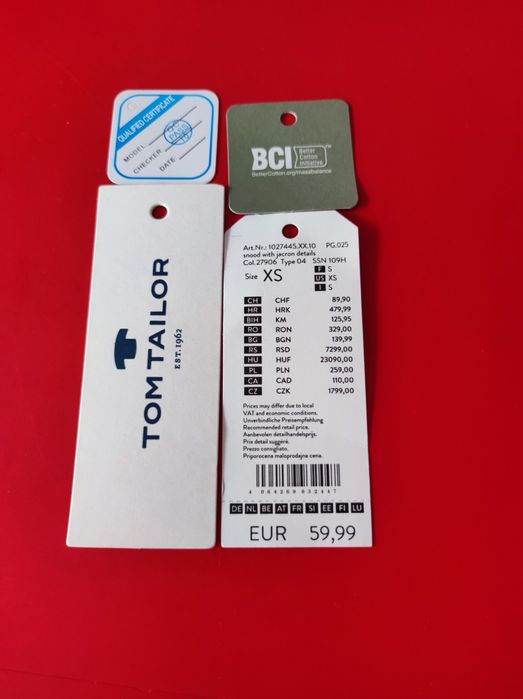 QUALIFIED CERTIFICATE
MODEL
CHECKER
DATE
QC
PASS
BCI Better Cotton Initiative
BetterCotton.org/massbalance
TOM TAILOR
EST. 1962
Art.Nr.: 1027445.XX.10 PG.025
snood with jacron details
Col.27906 Type 04 SSN 109H
Size XS
F S
US XS
I S
CH CHF 89,90
HR HRK 479,99
BIH KM 125,95
RO RON 329,00
BG BGN 139,99
RS RSD 7299,00
HU HUF 23090,00
PL PLN 259,00
CA CAD 110,00
CZ CZK 1799,00
Prices may differ due to local
VAT and economic conditions.
Unverbindliche Preisempfehlung
Recommended retail price.
Aanbevolen detailhandelsprijs.
Prix detail suggéré.
Prezzo consigliato.
Priporocena maloprodajna cena.
4 064269 832447
DE NL BE AT FR SI EE FI LU
EUR 59,99